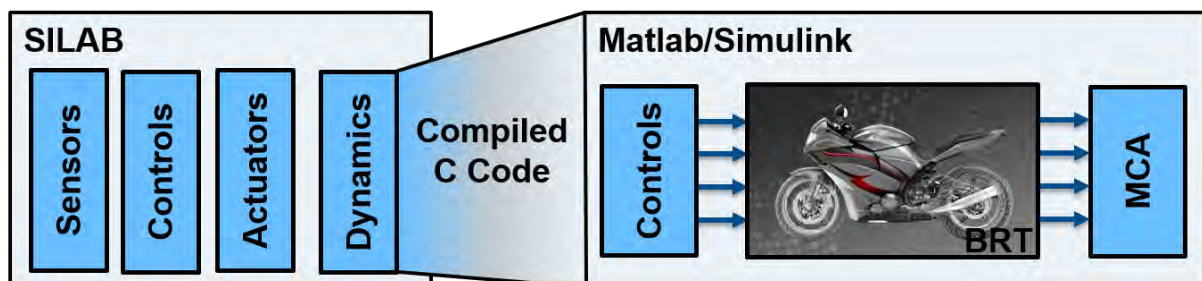 SILAB
Sensors
Controls
Actuators
Dynamics
Compiled
C Code
Matlab/Simulink
Controls
BRT
MCA